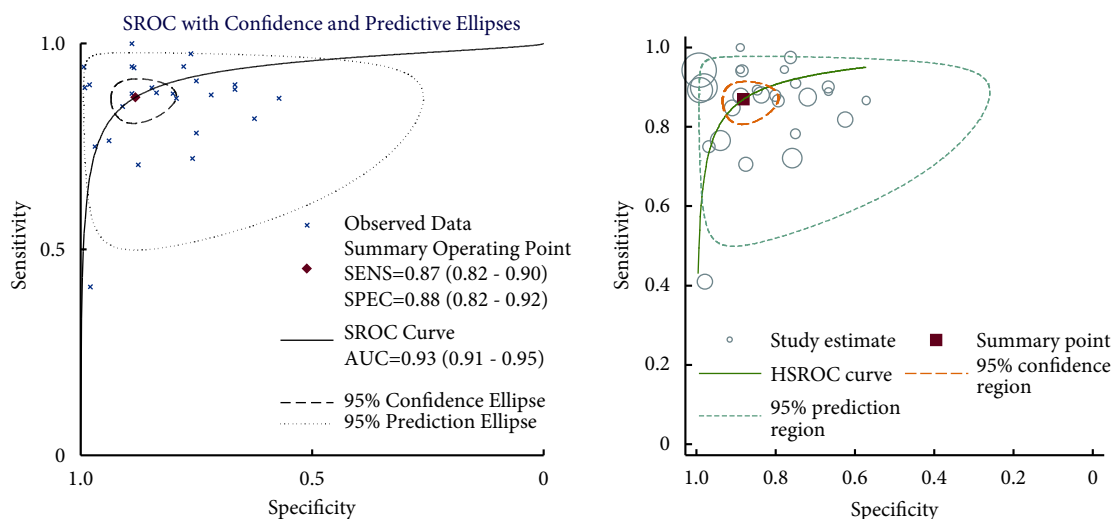 SROC with Confidence and Predictive Ellipses
1.0
0.5
0
Sensitivity
1.0
0.5
0
Specificity
Observed Data
Summary Operating Point
SENS=0.87 (0.82 - 0.90)
SPEC=0.88 (0.82 - 0.92)
SROC Curve
AUC=0.93 (0.91 - 0.95)
95% Confidence Ellipse
95% Prediction Ellipse
1.0
0.8
0.6
0.4
0.2
0
Sensitivity
1.0
0.8
0.6
0.4
0.2
0
Specificity
Study estimate
Summary point
HSROC curve
95% confidence
region
95% prediction
region